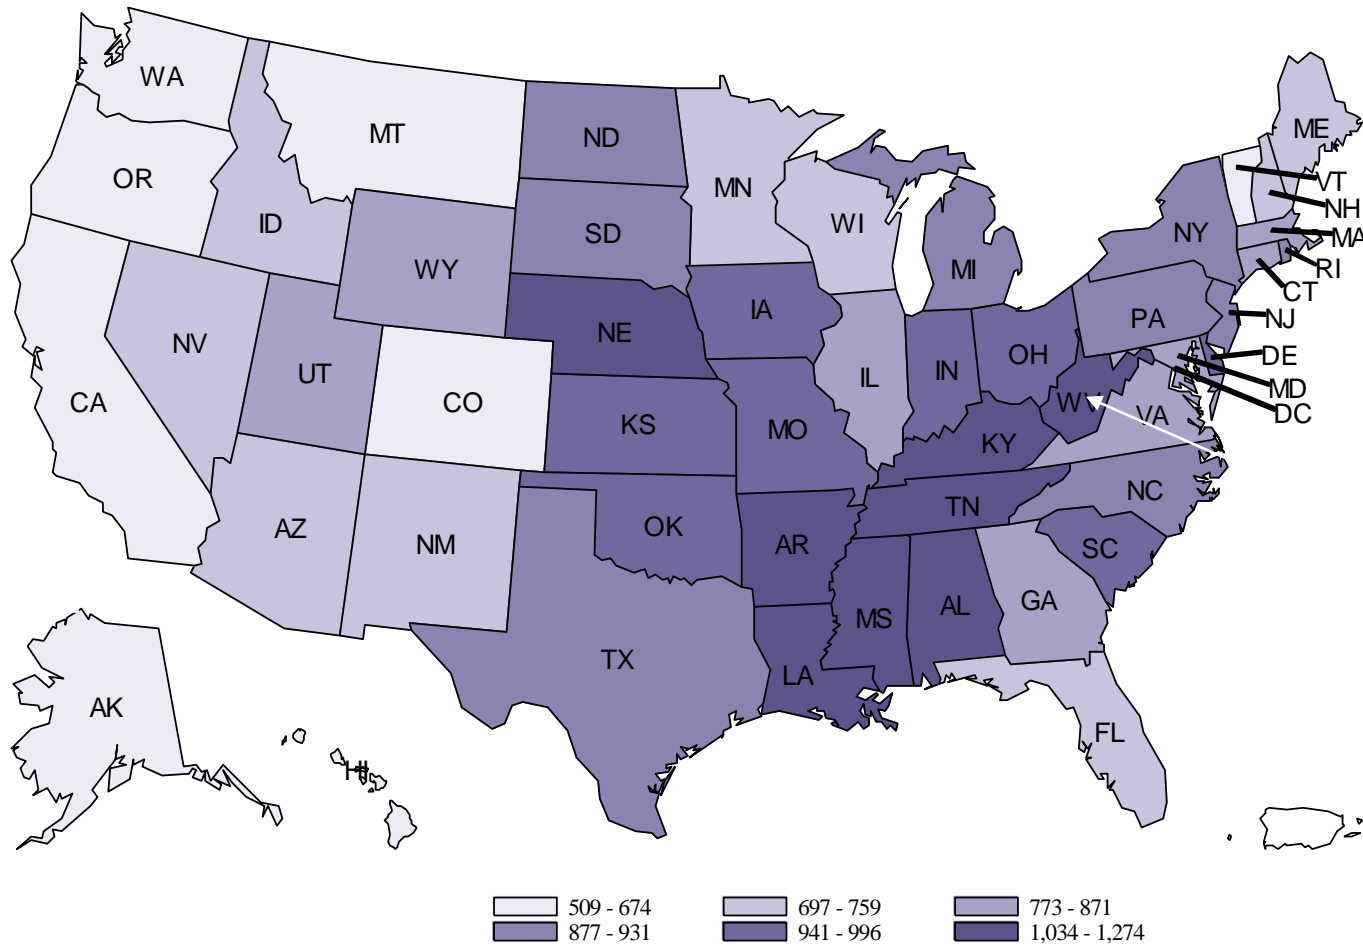 WA
MT
ND
MN
ME
OR
ID
SD
WI
VT
NH
NY
MA
WY
MI
RI
CT
IA
PA
NJ
NE
OH
NV
DE
UT
IL
IN
MD
CA
CO
WV
DC
KS
MO
VA
KY
NC
TN
AZ
NM
OK
AR
SC
GA
MS
AL
TX
LA
AK
FL
HI
509 - 674 697 - 759 773 - 871
877 - 931 941 - 996 1,034 - 1,274